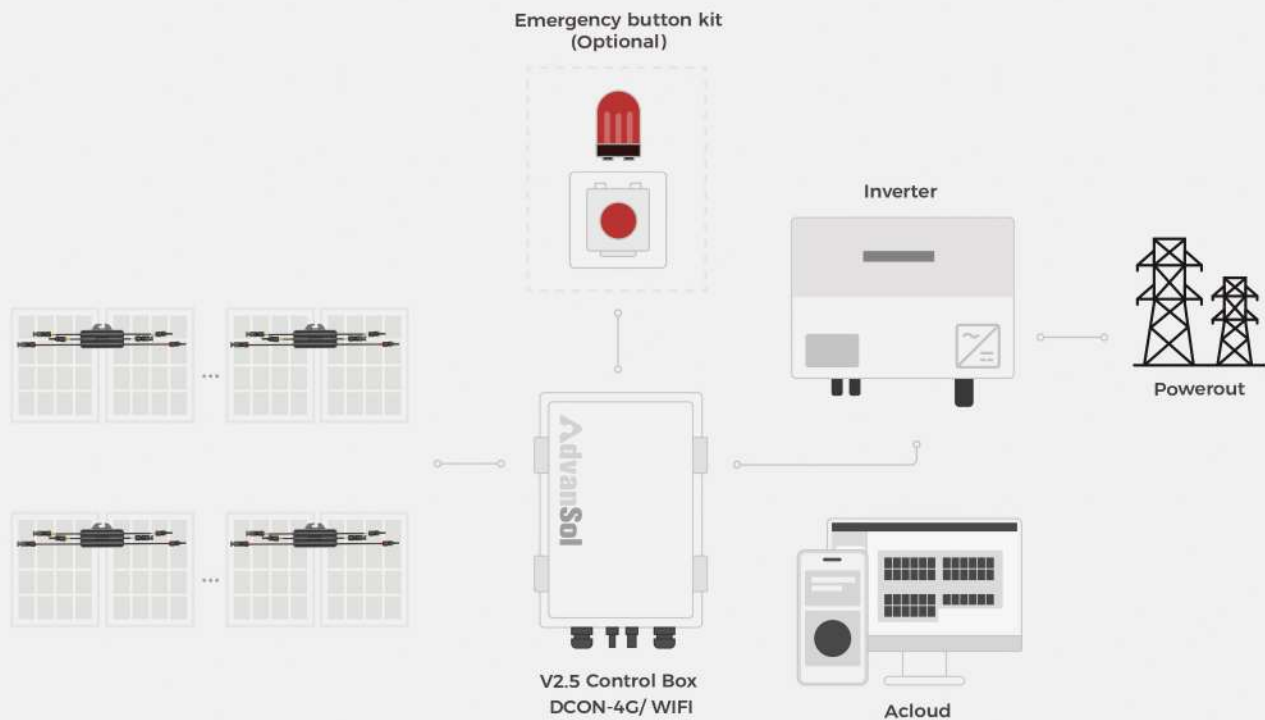 Emergency button kit
(Optional)
Inverter
Powerout
AdvanSol
V2.5 Control Box
DCON-4G/ WIFI
Acloud